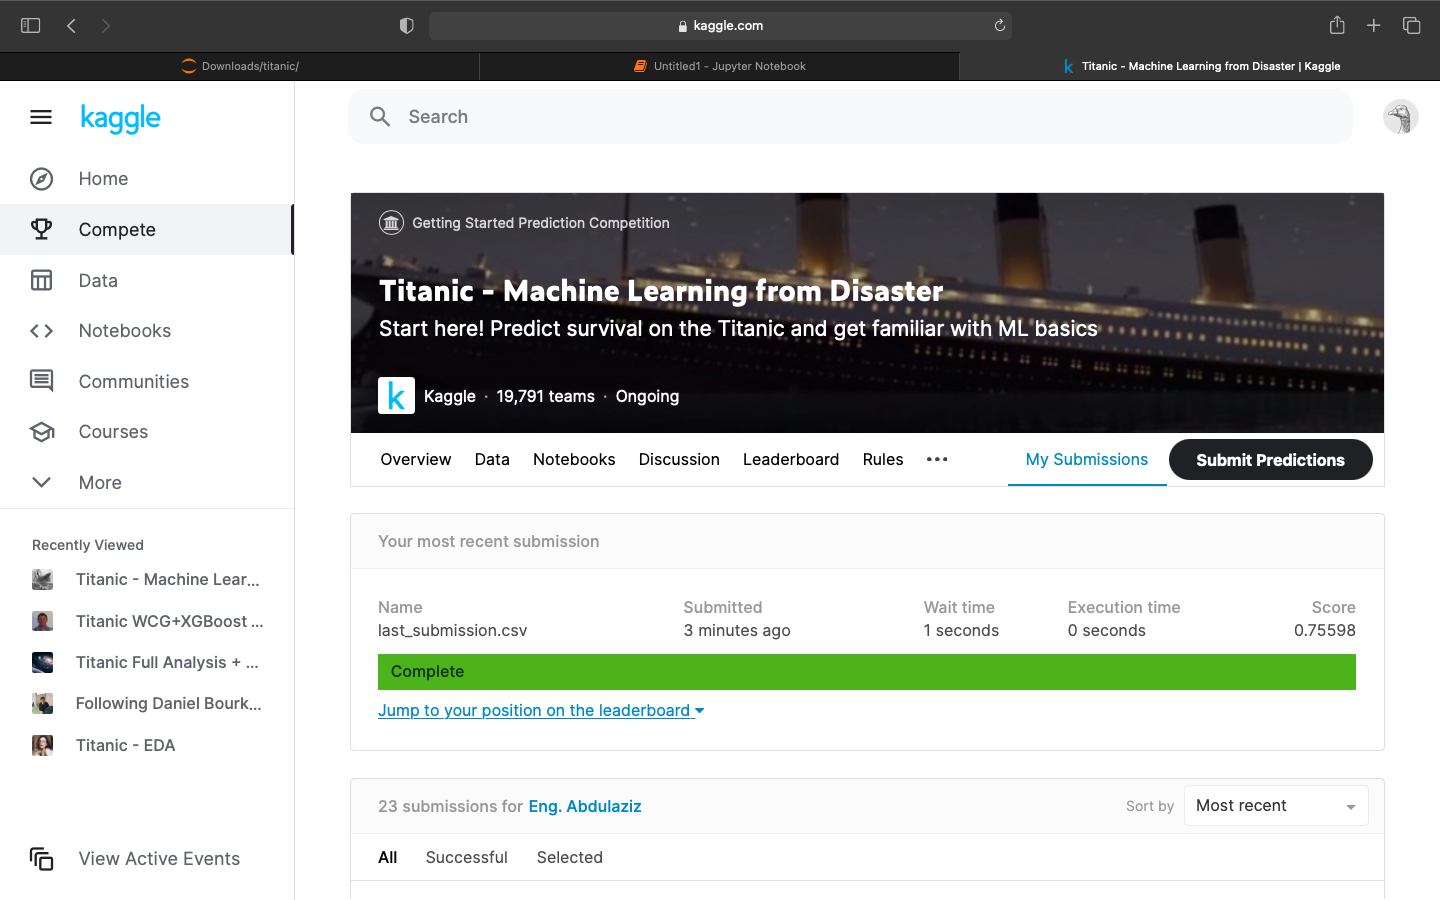 kaggle.com
Downloads/titanic/
Untitled1 - Jupyter Notebook
k Titanic - Machine Learning from Disaster | Kaggle
kaggle
Search
Home
Compete
Data
Notebooks
Communities
Courses
More
Recently Viewed
Titanic - Machine Lear...
Titanic WCG+XGBoost ...
Titanic Full Analysis + ...
Following Daniel Bourk...
Titanic - EDA
View Active Events
Getting Started Prediction Competition
Titanic - Machine Learning from Disaster
Start here! Predict survival on the Titanic and get familiar with ML basics
k Kaggle · 19,791 teams · Ongoing
Overview Data Notebooks Discussion Leaderboard Rules ••• My Submissions Submit Predictions
Your most recent submission
Name Submitted Wait time Execution time Score
last_submission.csv 3 minutes ago 1 seconds 0 seconds 0.75598
Complete
Jump to your position on the leaderboard
23 submissions for Eng. Abdulaziz Sort by Most recent
All Successful Selected